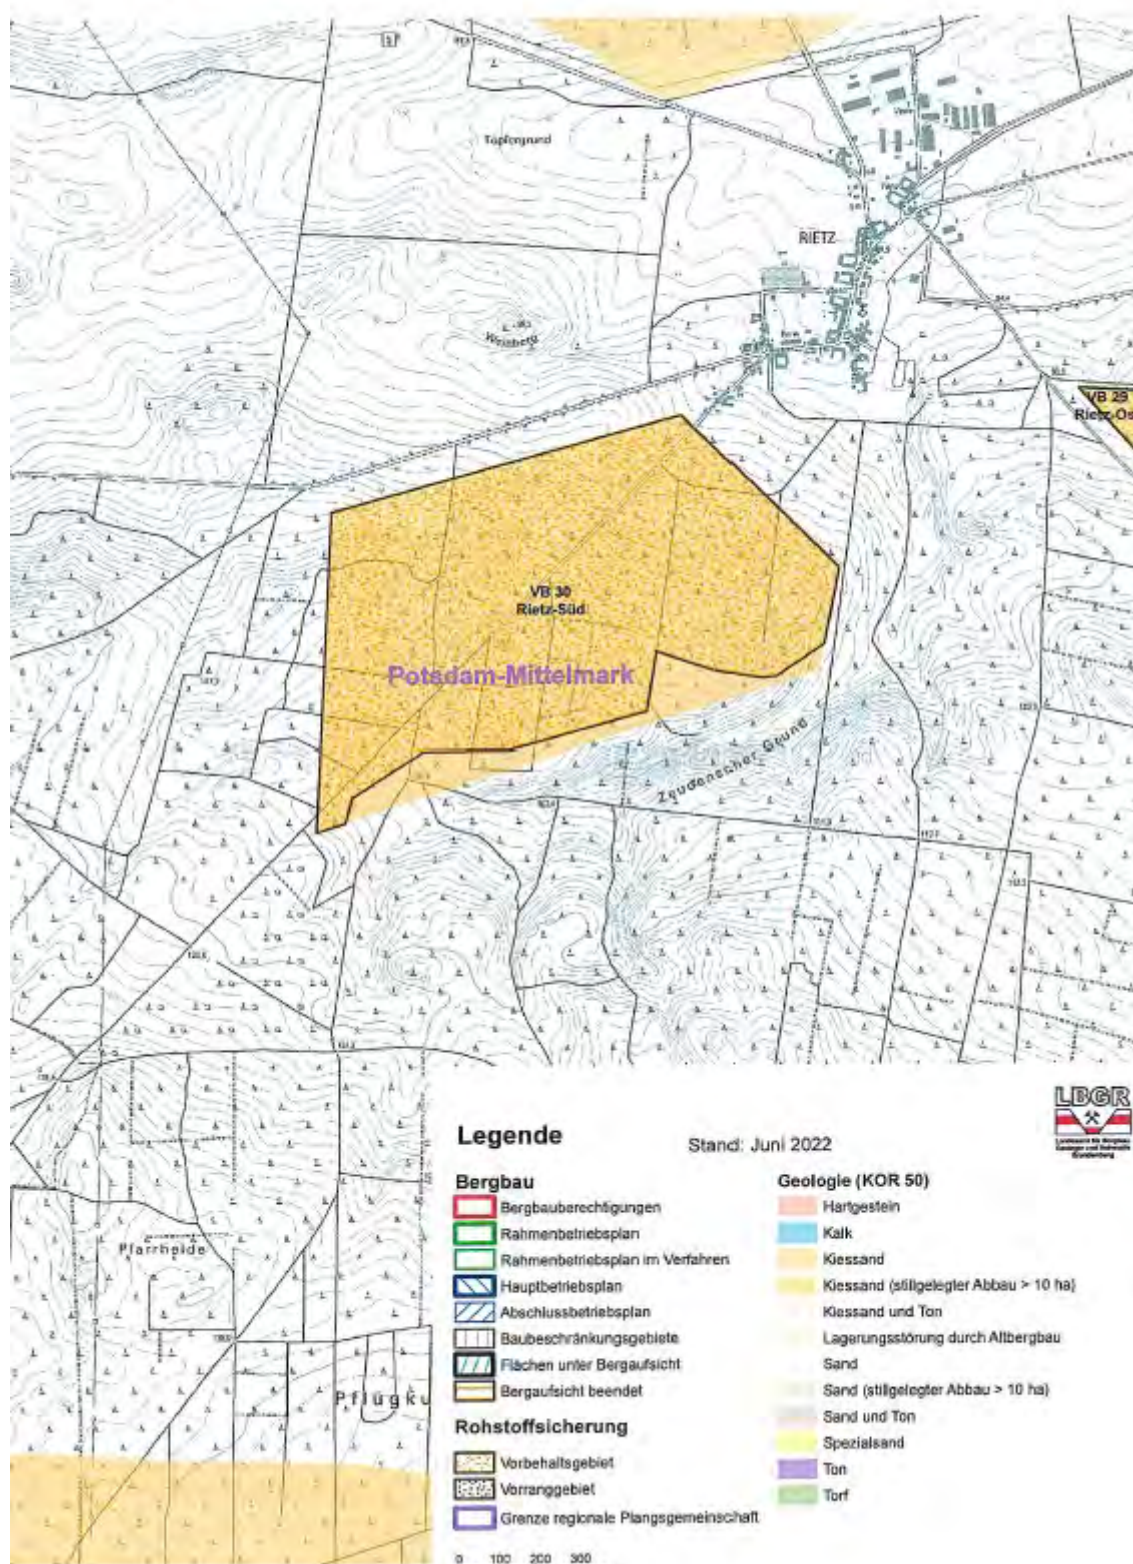 Töpfergrund
RIETZ
Weinberg
VB 29
Rietz-Os
VB 30
Rietz-Süd
Potsdam-Mittelmark
Zeudenscher Grund
Pfarrheide
Pflugku
LBGR
Legende
Stand: Juni 2022
Bergbau
Bergbauberechtigungen
Rahmenbetriebsplan
Rahmenbetriebsplan im Verfahren
Hauptbetriebsplan
Abschlussbetriebsplan
Baubeschränkungsgebiete
Flächen unter Bergaufsicht
Bergaufsicht beendet
Rohstoffsicherung
Vorbehaltsgebiet
Vorranggebiet
Grenze regionale Plangsgemeinschaft
0 100 200 300
Geologie (KOR 50)
Hartgestein
Kalk
Kiessand
Kiessand (stillgelegter Abbau > 10 ha)
Kiessand und Ton
Lagerungsstörung durch Altbergbau
Sand
Sand (stillgelegter Abbau > 10 ha)
Sand und Ton
Spezialsand
Ton
Torf